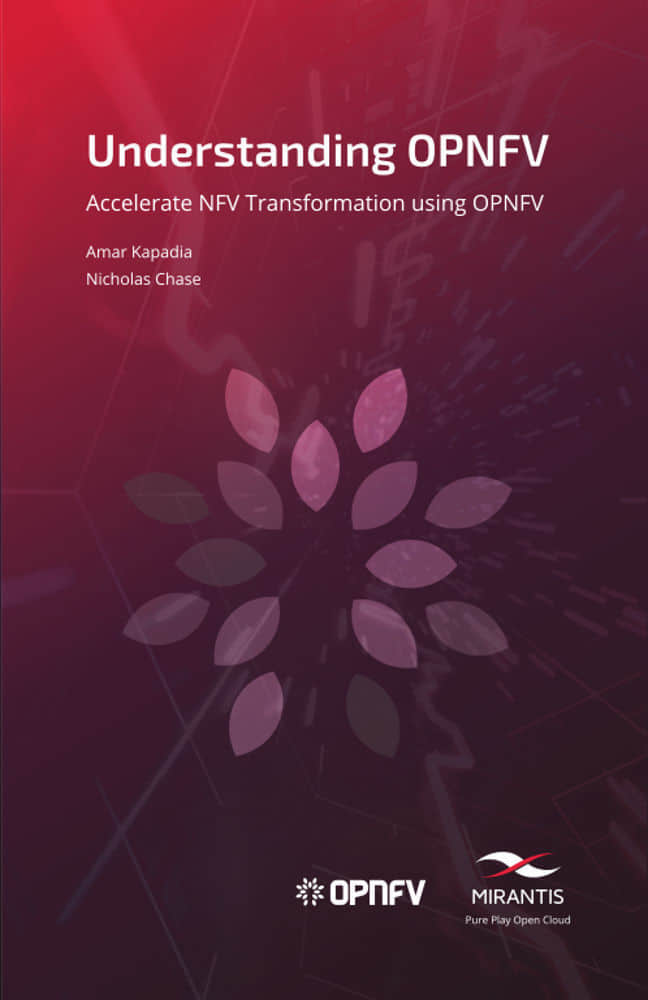 Understanding OPNFV
Accelerate NFV Transformation using OPNFV
Amar Kapadia
Nicholas Chase
OPNFV
MIRANTIS
Pure Play Open Cloud